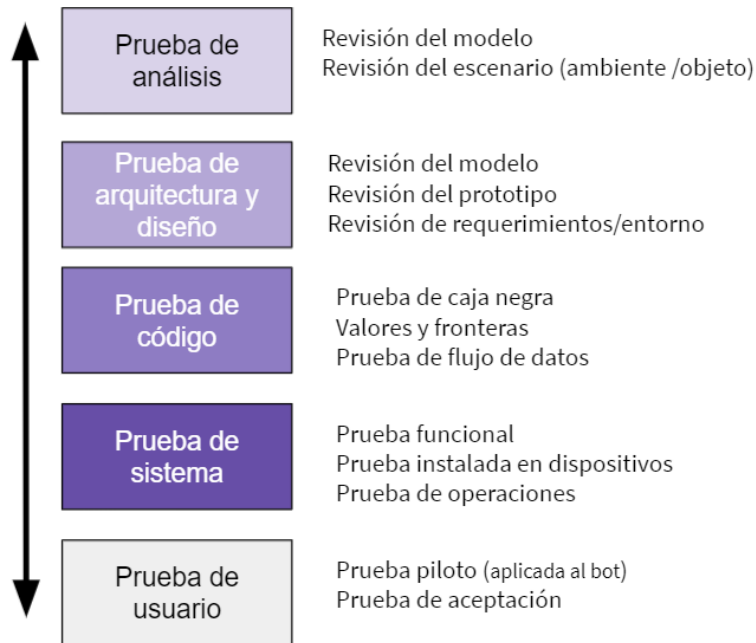 Prueba de
análisis
Revisión del modelo
Revisión del escenario (ambiente /objeto)
Prueba de
arquitectura y
diseño
Revisión del modelo
Revisión del prototipo
Revisión de requerimientos/entorno
Prueba de
código
Prueba de caja negra
Valores y fronteras
Prueba de flujo de datos
Prueba de
sistema
Prueba funcional
Prueba instalada en dispositivos
Prueba de operaciones
Prueba de
usuario
Prueba piloto (aplicada al bot)
Prueba de aceptación